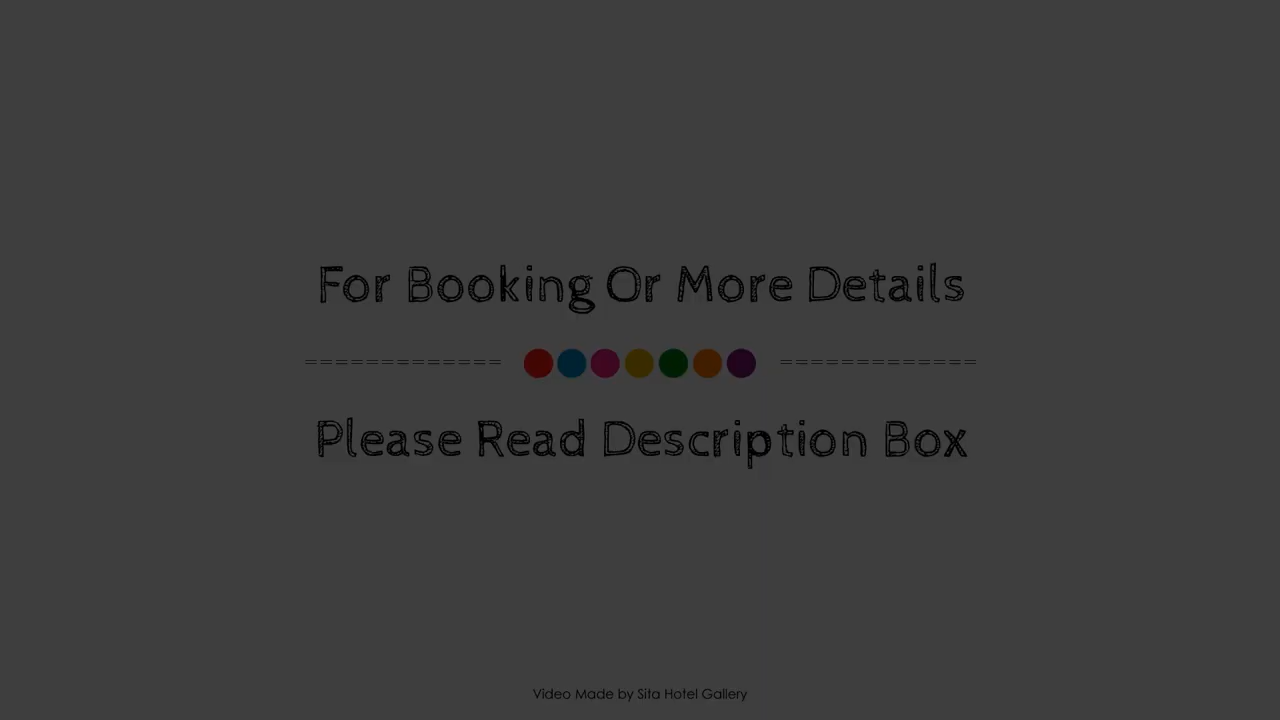 For Booking Or More Details
============= =============
Please Read Description Box
Video Made by Sita Hotel Gallery